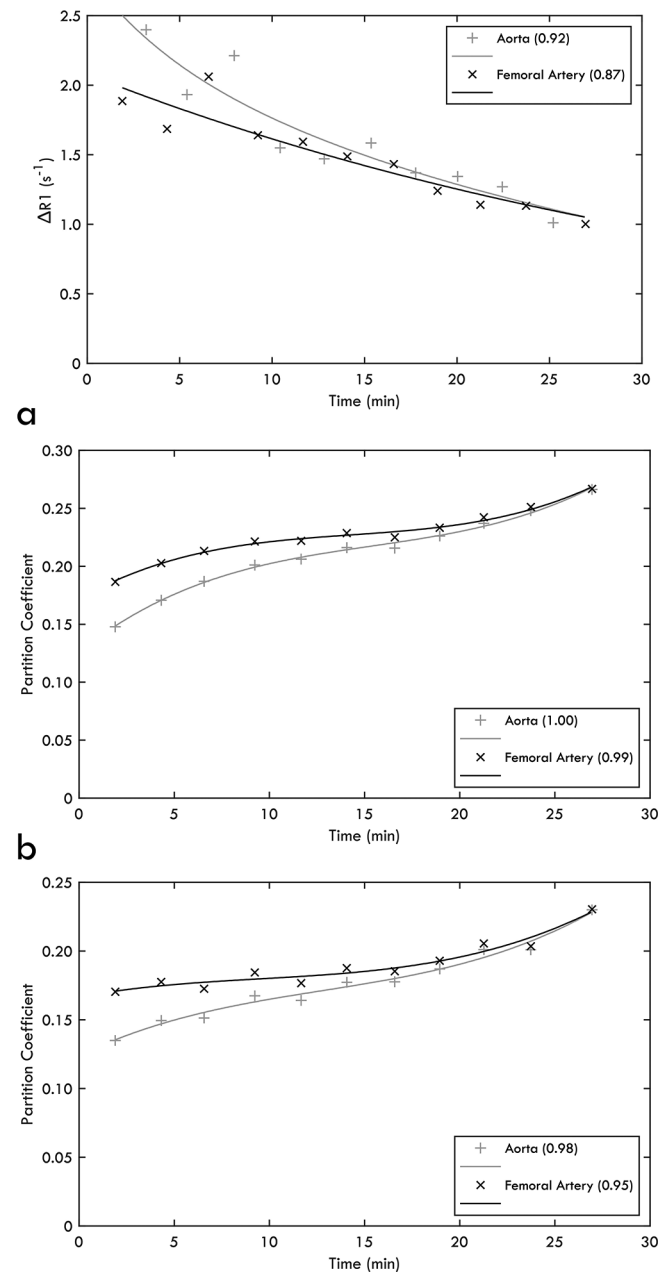 2.5
2.0
1.5
1.0
0.5
0
ΔR1 (s⁻¹)
Aorta (0.92)
Femoral Artery (0.87)
0 5 10 15 20 25 30
Time (min)
a
0.30
0.25
0.20
0.15
0.10
0.05
0
Partition Coefficient
Aorta (1.00)
Femoral Artery (0.99)
0 5 10 15 20 25 30
Time (min)
b
0.25
0.20
0.15
0.10
0.05
0
Partition Coefficient
Aorta (0.98)
Femoral Artery (0.95)
0 5 10 15 20 25 30
Time (min)